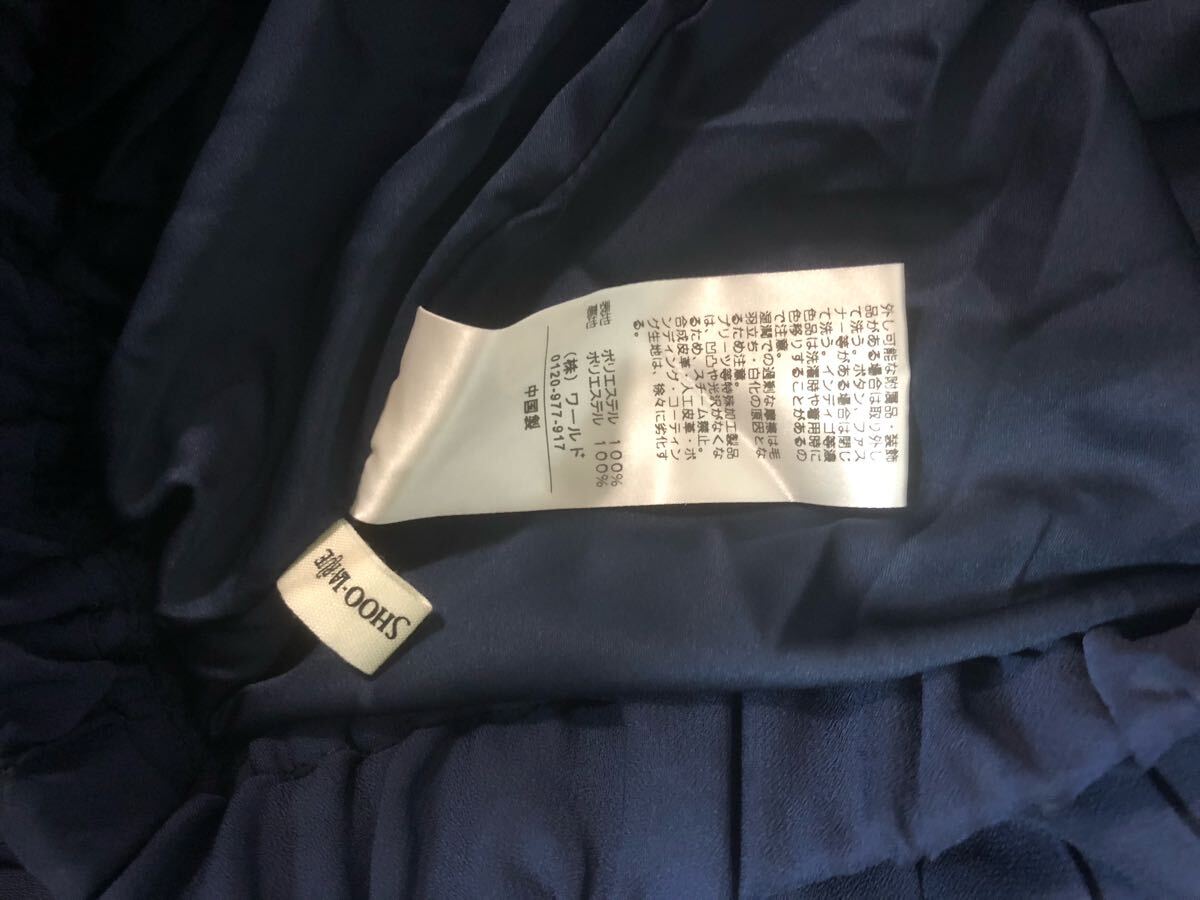 表地 ポリエステル 100%
裏地 ポリエステル 100%
(株)ワールド
0120-977-917
中国製
外し可能な附属品・装飾
品がある場合は取り外し
て洗う。ボタン、ファス
ナー等がある場合は閉じ
て洗う。インディゴ等濃
色品は洗濯時や着用時に
色移りすることがあるの
で注意。
湿潤での過剰な摩擦は毛
羽立ち・白化の原因とな
るため注意。
プリーツ等特殊加工製品
は、凹凸や光沢がなくな
るため、スチーム禁止。
合成皮革・人工皮革・ボ
ンディング・コーティン
グ生地は、徐々に劣化す
る。
SHOO・LA・RUE